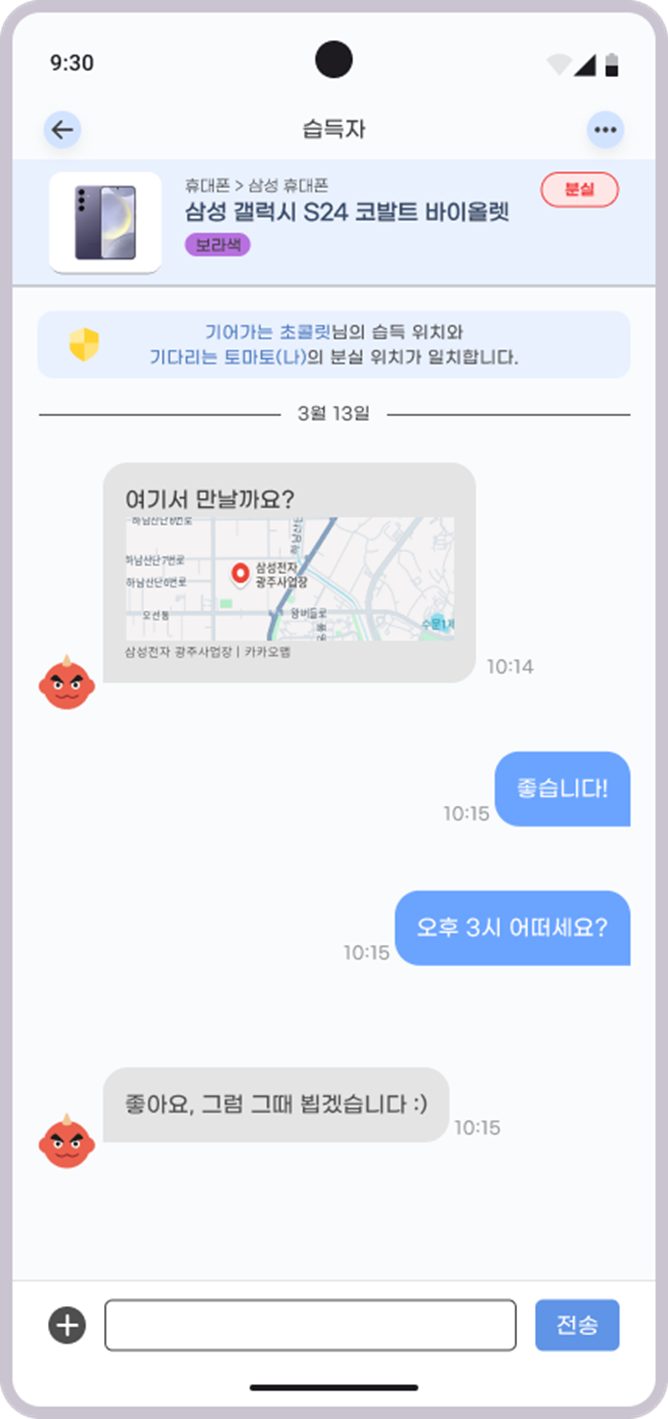 9:30
습득자
휴대폰 > 삼성 휴대폰
분실
삼성 갤럭시 S24 코발트 바이올렛
보라색
기어가는 초콜릿님의 습득 위치와
기다리는 토마토(나)의 분실 위치가 일치합니다.
3월 13일
여기서 만날까요?
하남산단8번로
하남산단
하남산단7번로
삼성전자
광주사업장
하남산단6번로
오선동
왕버들로
수문1제
삼성전자 광주사업장 | 카카오맵
10:14
좋습니다!
10:15
오후 3시 어떠세요?
10:15
좋아요, 그럼 그때 뵙겠습니다 :)
10:15
전송